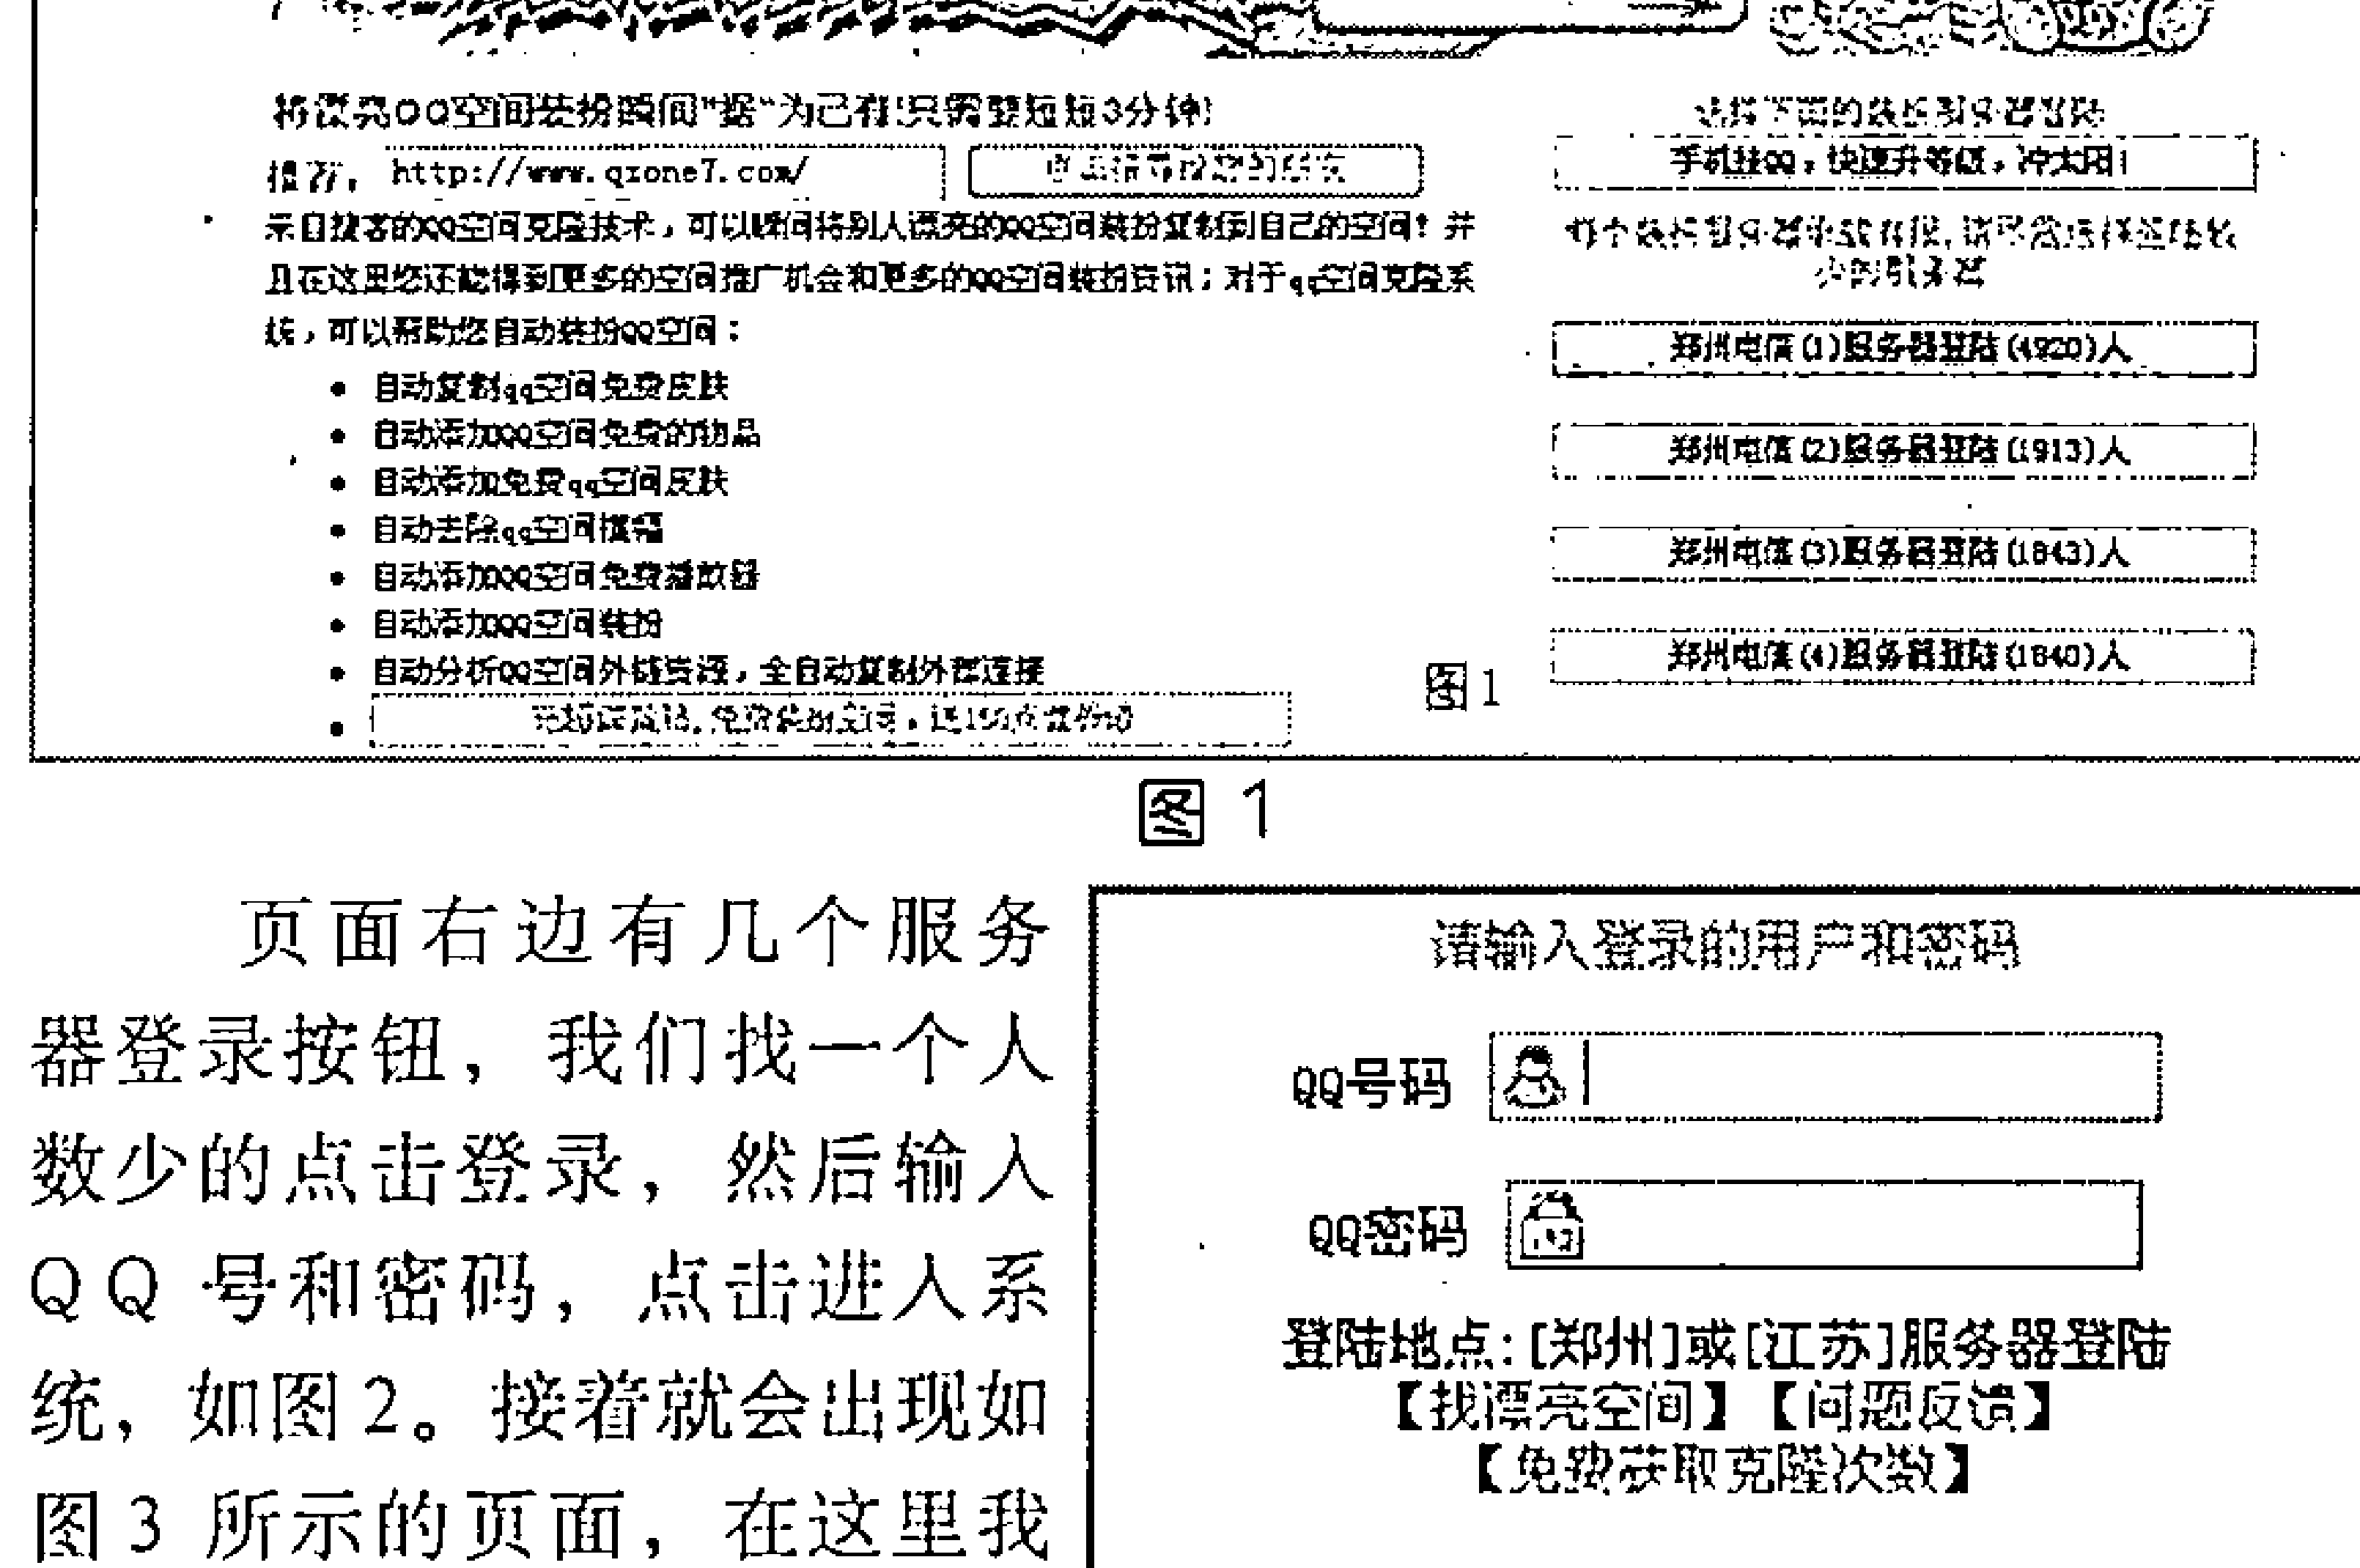 将漂亮QQ空间装扮瞬间"据"为己有!只需要短短3分钟!
推荐: http://www.qzone7.com/
可以瞬间将别人漂亮的QQ空间装扮复制到自己的空间!并
且在这里您还能得到更多的空间推广机会和更多的QQ空间装扮资讯;对于qq空间克隆系
统,可以帮助您自动装扮QQ空间:
• 自动复制qq空间免费皮肤
• 自动添加QQ空间免费的物品
• 自动添加免费qq空间皮肤
• 自动去除qq空间横幅
• 自动添加QQ空间免费播放器
• 自动添加QQ空间装扮
• 自动分析QQ空间外链资源,全自动复制外部连接
手机挂QQ,快速升等级,冲太阳!
少的服务器
郑州电信(1)服务器登陆(4920)人
郑州电信(2)服务器登陆(1913)人
郑州电信(3)服务器登陆(1843)人
郑州电信(4)服务器登陆(1840)人
图1
图 1
页面右边有几个服务
器登录按钮，我们找一个人
数少的点击登录，然后输入
QQ 号和密码，点击进入系
统，如图 2。接着就会出现如
图 3 所示的页面，在这里我
请输入登录的用户和密码
QQ号码
QQ密码
登陆地点:[郑州]或[江苏]服务器登陆
【找漂亮空间】【问题反馈】
【免费获取克隆次数】